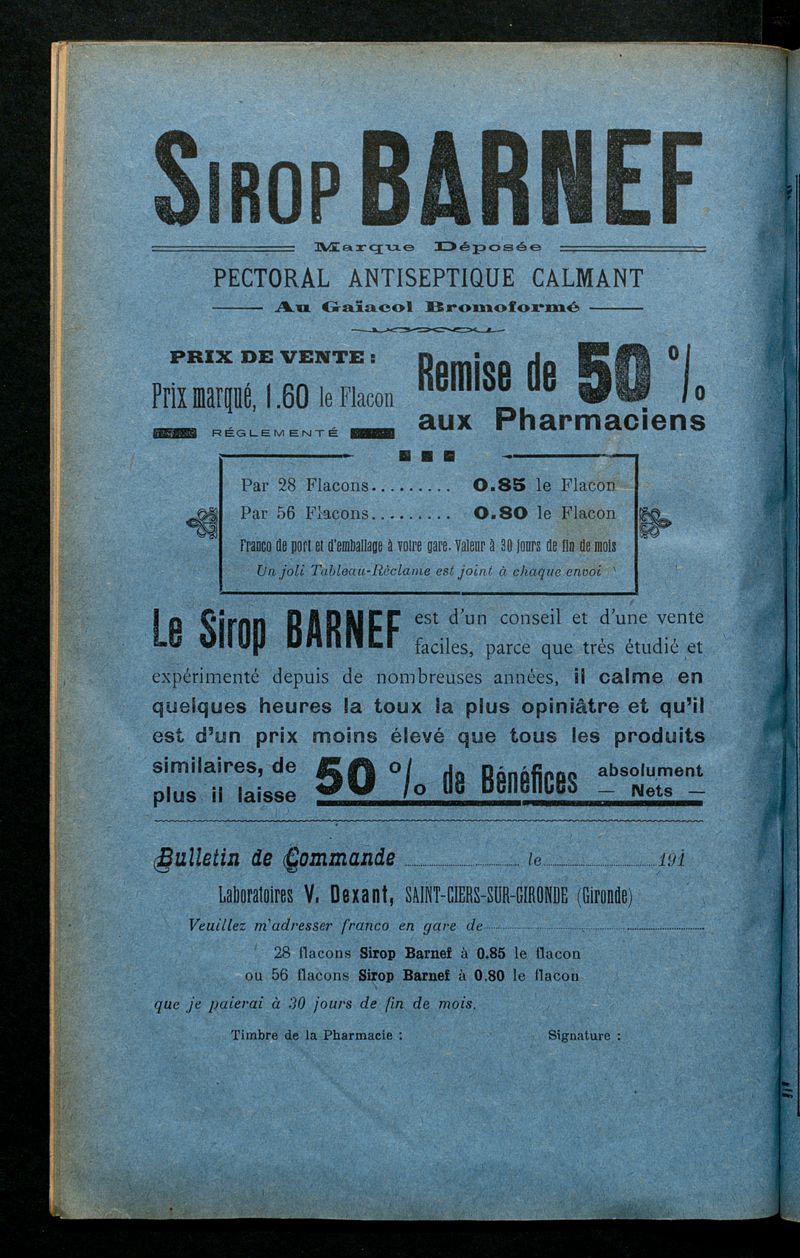 SIROP BARNEF
Marque Déposée
PECTORAL ANTISEPTIQUE CALMANT
Au Gaïacol Bromoformé
PRIX DE VENTE :
Prix marqué, 1.60 le Flacon
RÉGLEMENTÉ
Remise de 50 %
aux Pharmaciens
Par 28 Flacons......... 0.85 le Flacon
Par 56 Flacons......... 0.80 le Flacon
Franco de port et d'emballage à votre gare. Valeur à 30 jours de fin de mois
Un joli Tableau-Réclame est joint à chaque envoi
Le Sirop BARNEF est d'un conseil et d'une vente
faciles, parce que très étudié et
expérimenté depuis de nombreuses années, il calme en
quelques heures la toux la plus opiniâtre et qu'il
est d'un prix moins élevé que tous les produits
similaires, de
plus il laisse 50 % de Bénéfices absolument
— Nets —
Bulletin de Commande ........ le ........ 191
Laboratoires V. Dexant, SAINT-CIERS-SUR-GIRONDE (Gironde)
Veuillez m'adresser franco en gare de ........
28 flacons Sirop Barnef à 0.85 le flacon
ou 56 flacons Sirop Barnef à 0.80 le flacon
que je paierai à 30 jours de fin de mois.
Timbre de la Pharmacie : Signature :